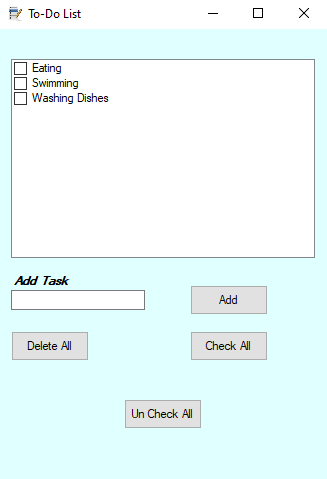 To-Do List
Eating
Swimming
Washing Dishes
Add Task
Add
Delete All
Check All
Un Check All